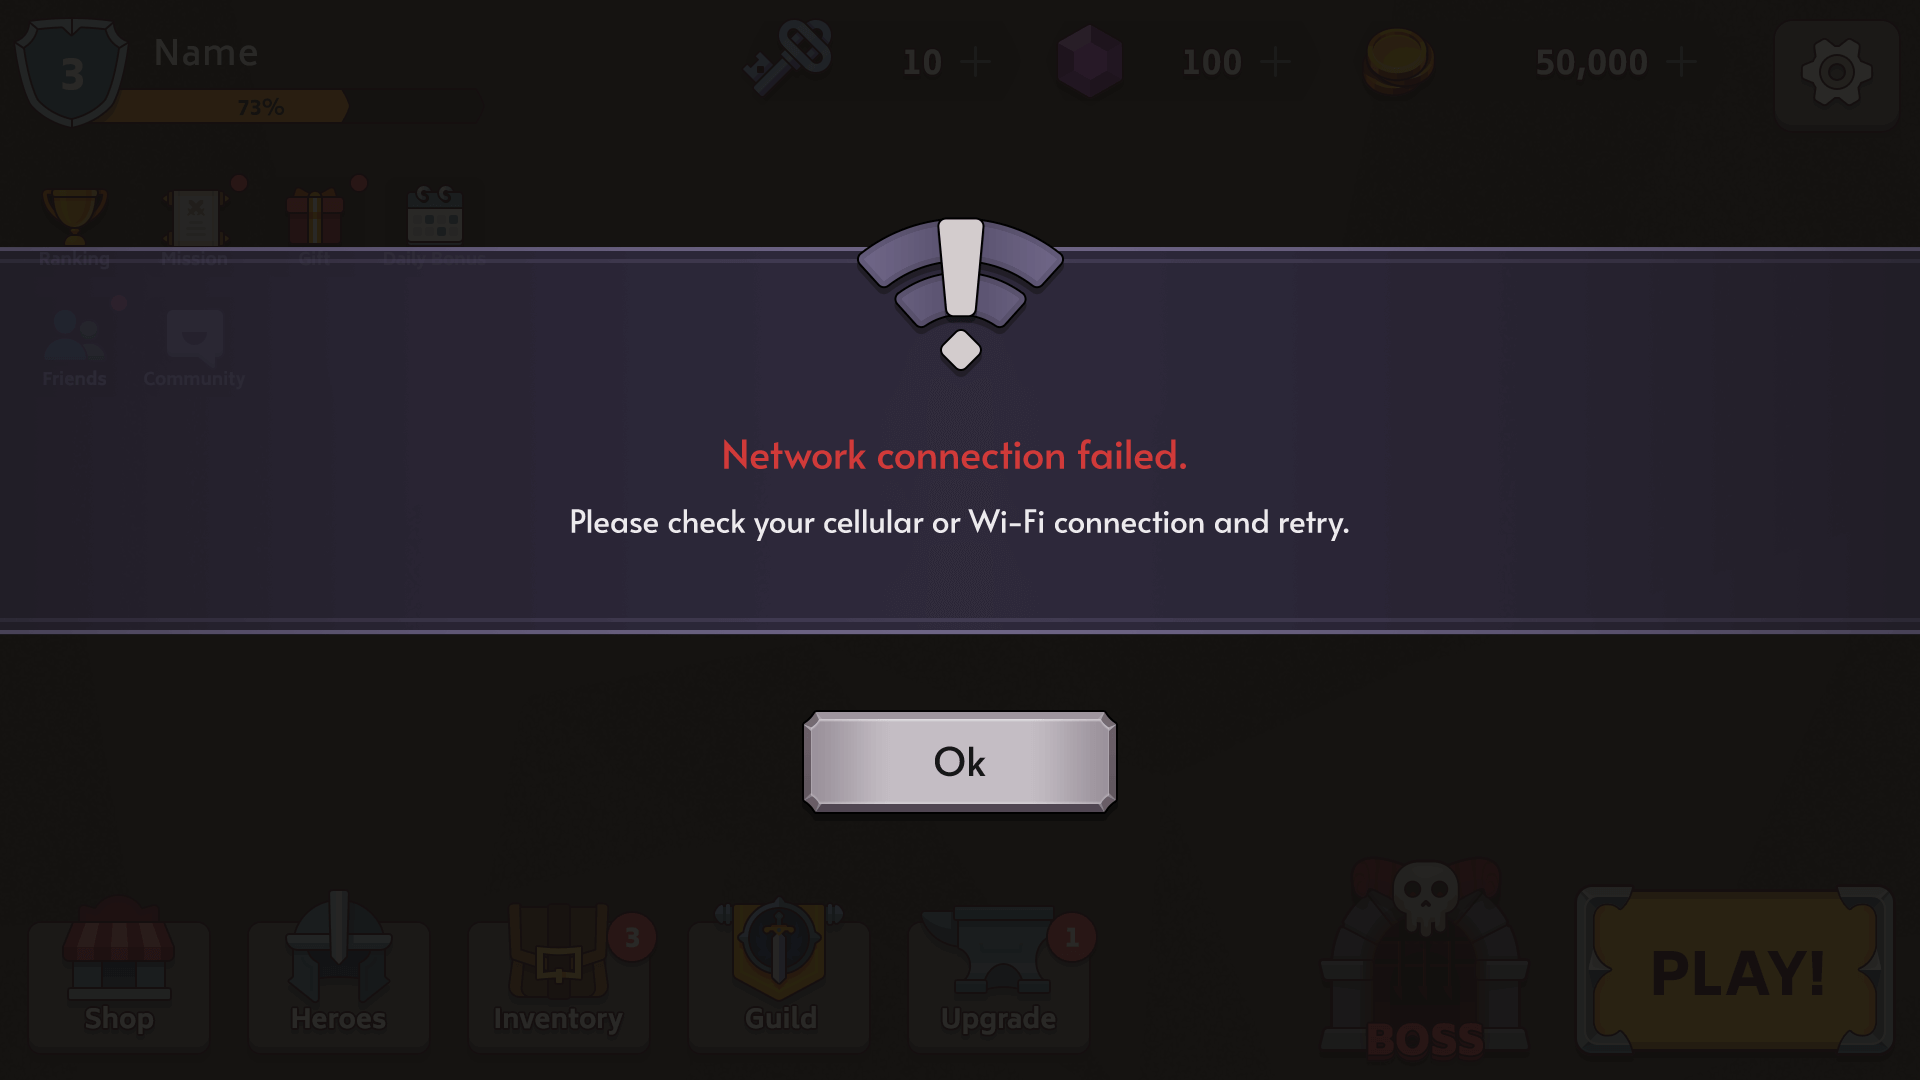 3
Name
73%
10
100
50,000
Ranking
Mission
Gift
Daily Bonus
Friends
Community
Network connection failed.
Please check your cellular or Wi-Fi connection and retry.
Ok
Shop
Heroes
3
Inventory
Guild
1
Upgrade
BOSS
PLAY!